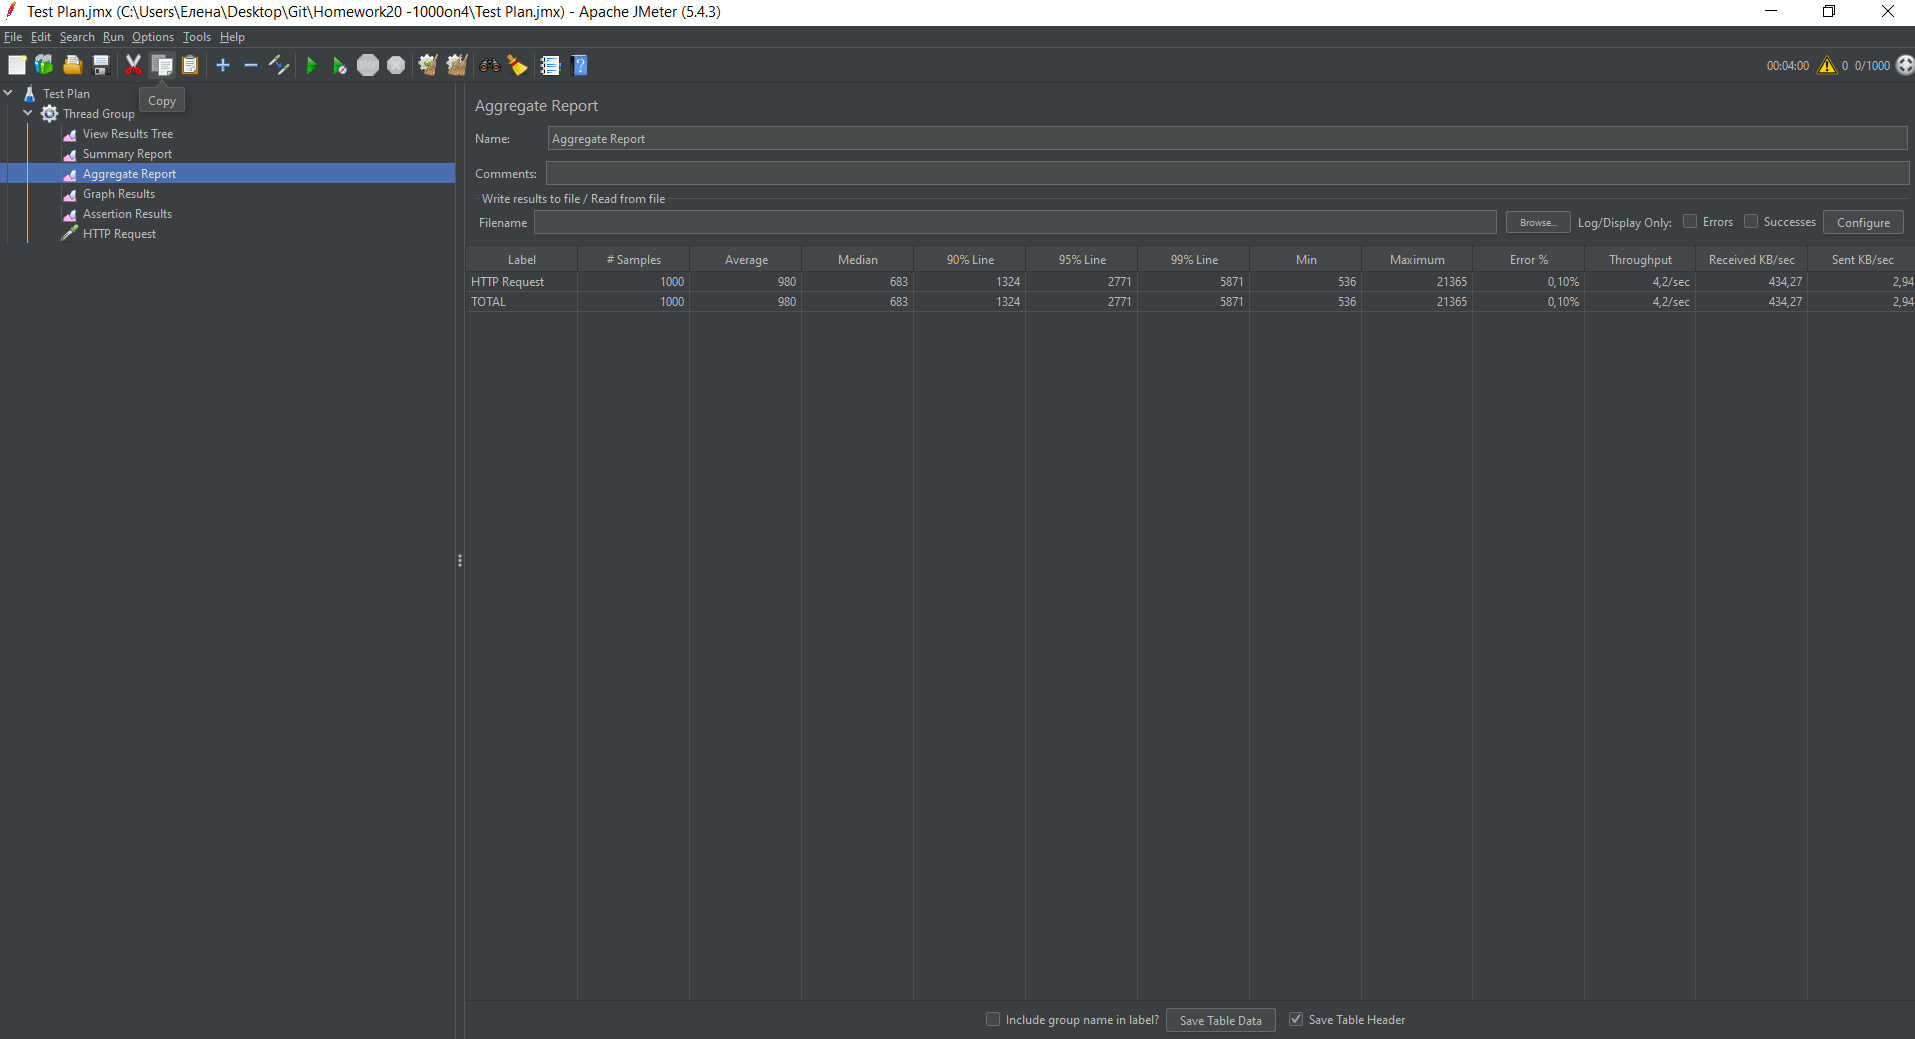 Test Plan.jmx (C:\Users\Елена\Desktop\Git\Homework20 -1000on4\Test Plan.jmx) - Apache JMeter (5.4.3)
File Edit Search Run Options Tools Help
00:04:00 0 0/1000
Test Plan
Copy
Thread Group
View Results Tree
Summary Report
Aggregate Report
Graph Results
Assertion Results
HTTP Request
Aggregate Report
Name: Aggregate Report
Comments:
Write results to file / Read from file
Filename Browse... Log/Display Only: Errors Successes Configure
Label # Samples Average Median 90% Line 95% Line 99% Line Min Maximum Error % Throughput Received KB/sec Sent KB/sec
HTTP Request 1000 980 683 1324 2771 5871 536 21365 0,10% 4,2/sec 434,27 2,94
TOTAL 1000 980 683 1324 2771 5871 536 21365 0,10% 4,2/sec 434,27 2,94
Include group name in label? Save Table Data Save Table Header